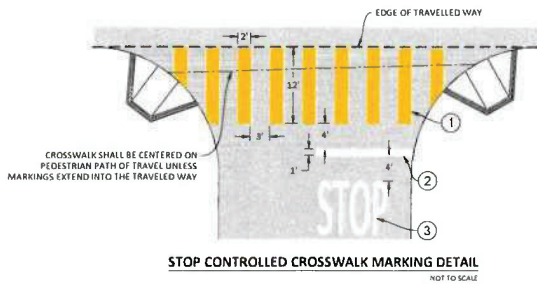 EDGE OF TRAVELLED WAY
2'
12'
3'
4'
1
CROSSWALK SHALL BE CENTERED ON
PEDESTRIAN PATH OF TRAVEL UNLESS
MARKINGS EXTEND INTO THE TRAVELED WAY
1'
4'
2
STOP
3
STOP CONTROLLED CROSSWALK MARKING DETAIL
NOT TO SCALE